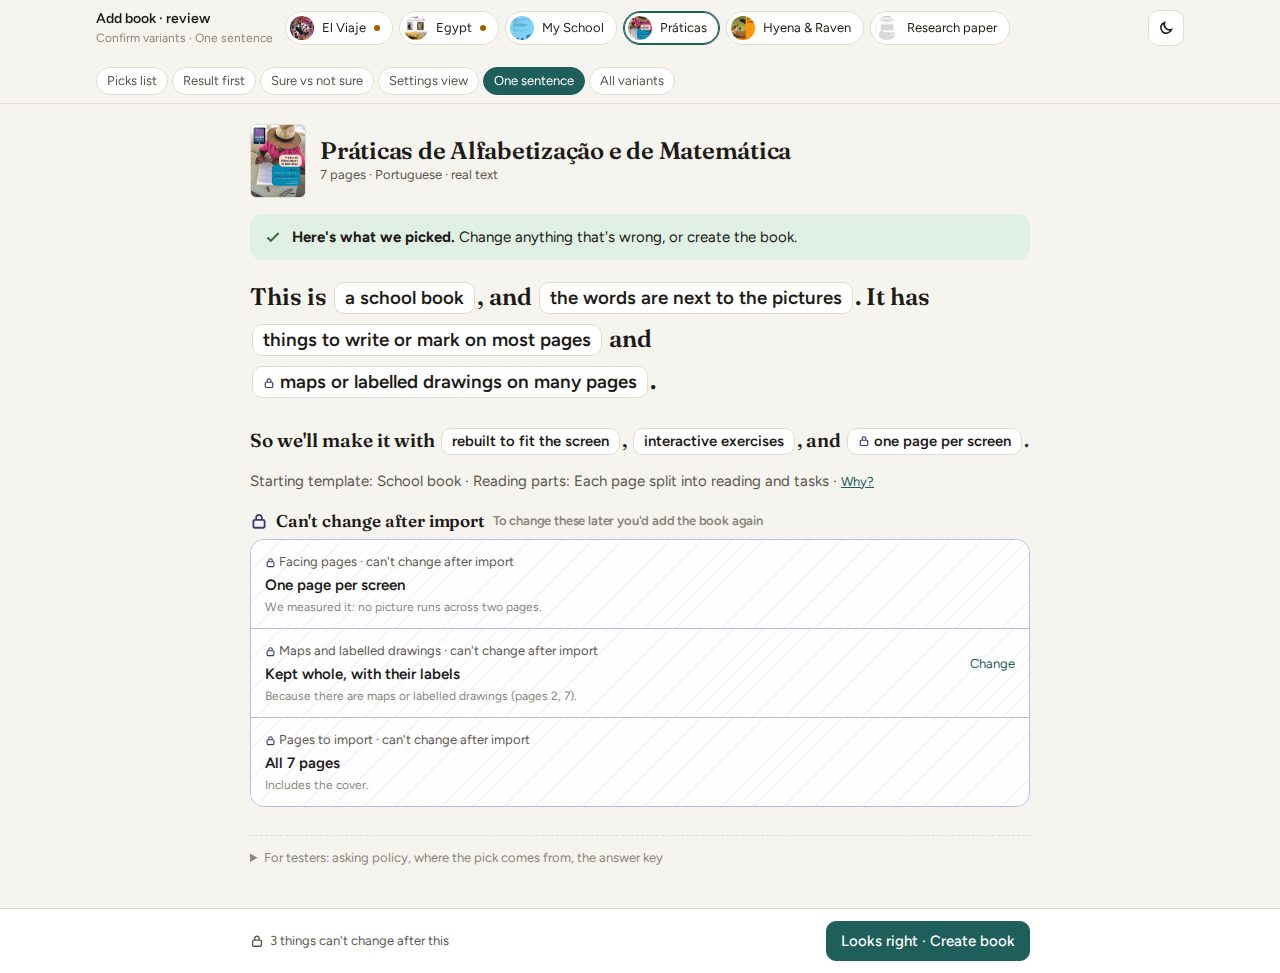 Add book · review
Confirm variants · One sentence
El Viaje
Egypt
My School
Práticas
Hyena & Raven
Research paper
Picks list
Result first
Sure vs not sure
Settings view
One sentence
All variants
Práticas de Alfabetização e de Matemática
7 pages · Portuguese · real text
Here's what we picked. Change anything that's wrong, or create the book.
This is a school book, and the words are next to the pictures. It has
things to write or mark on most pages and
maps or labelled drawings on many pages.
So we'll make it with rebuilt to fit the screen, interactive exercises, and one page per screen.
Starting template: School book · Reading parts: Each page split into reading and tasks · Why?
Can't change after import To change these later you'd add the book again
Facing pages · can't change after import
One page per screen
We measured it: no picture runs across two pages.
Maps and labelled drawings · can't change after import
Kept whole, with their labels
Change
Because there are maps or labelled drawings (pages 2, 7).
Pages to import · can't change after import
All 7 pages
Includes the cover.
For testers: asking policy, where the pick comes from, the answer key
3 things can't change after this
Looks right · Create book